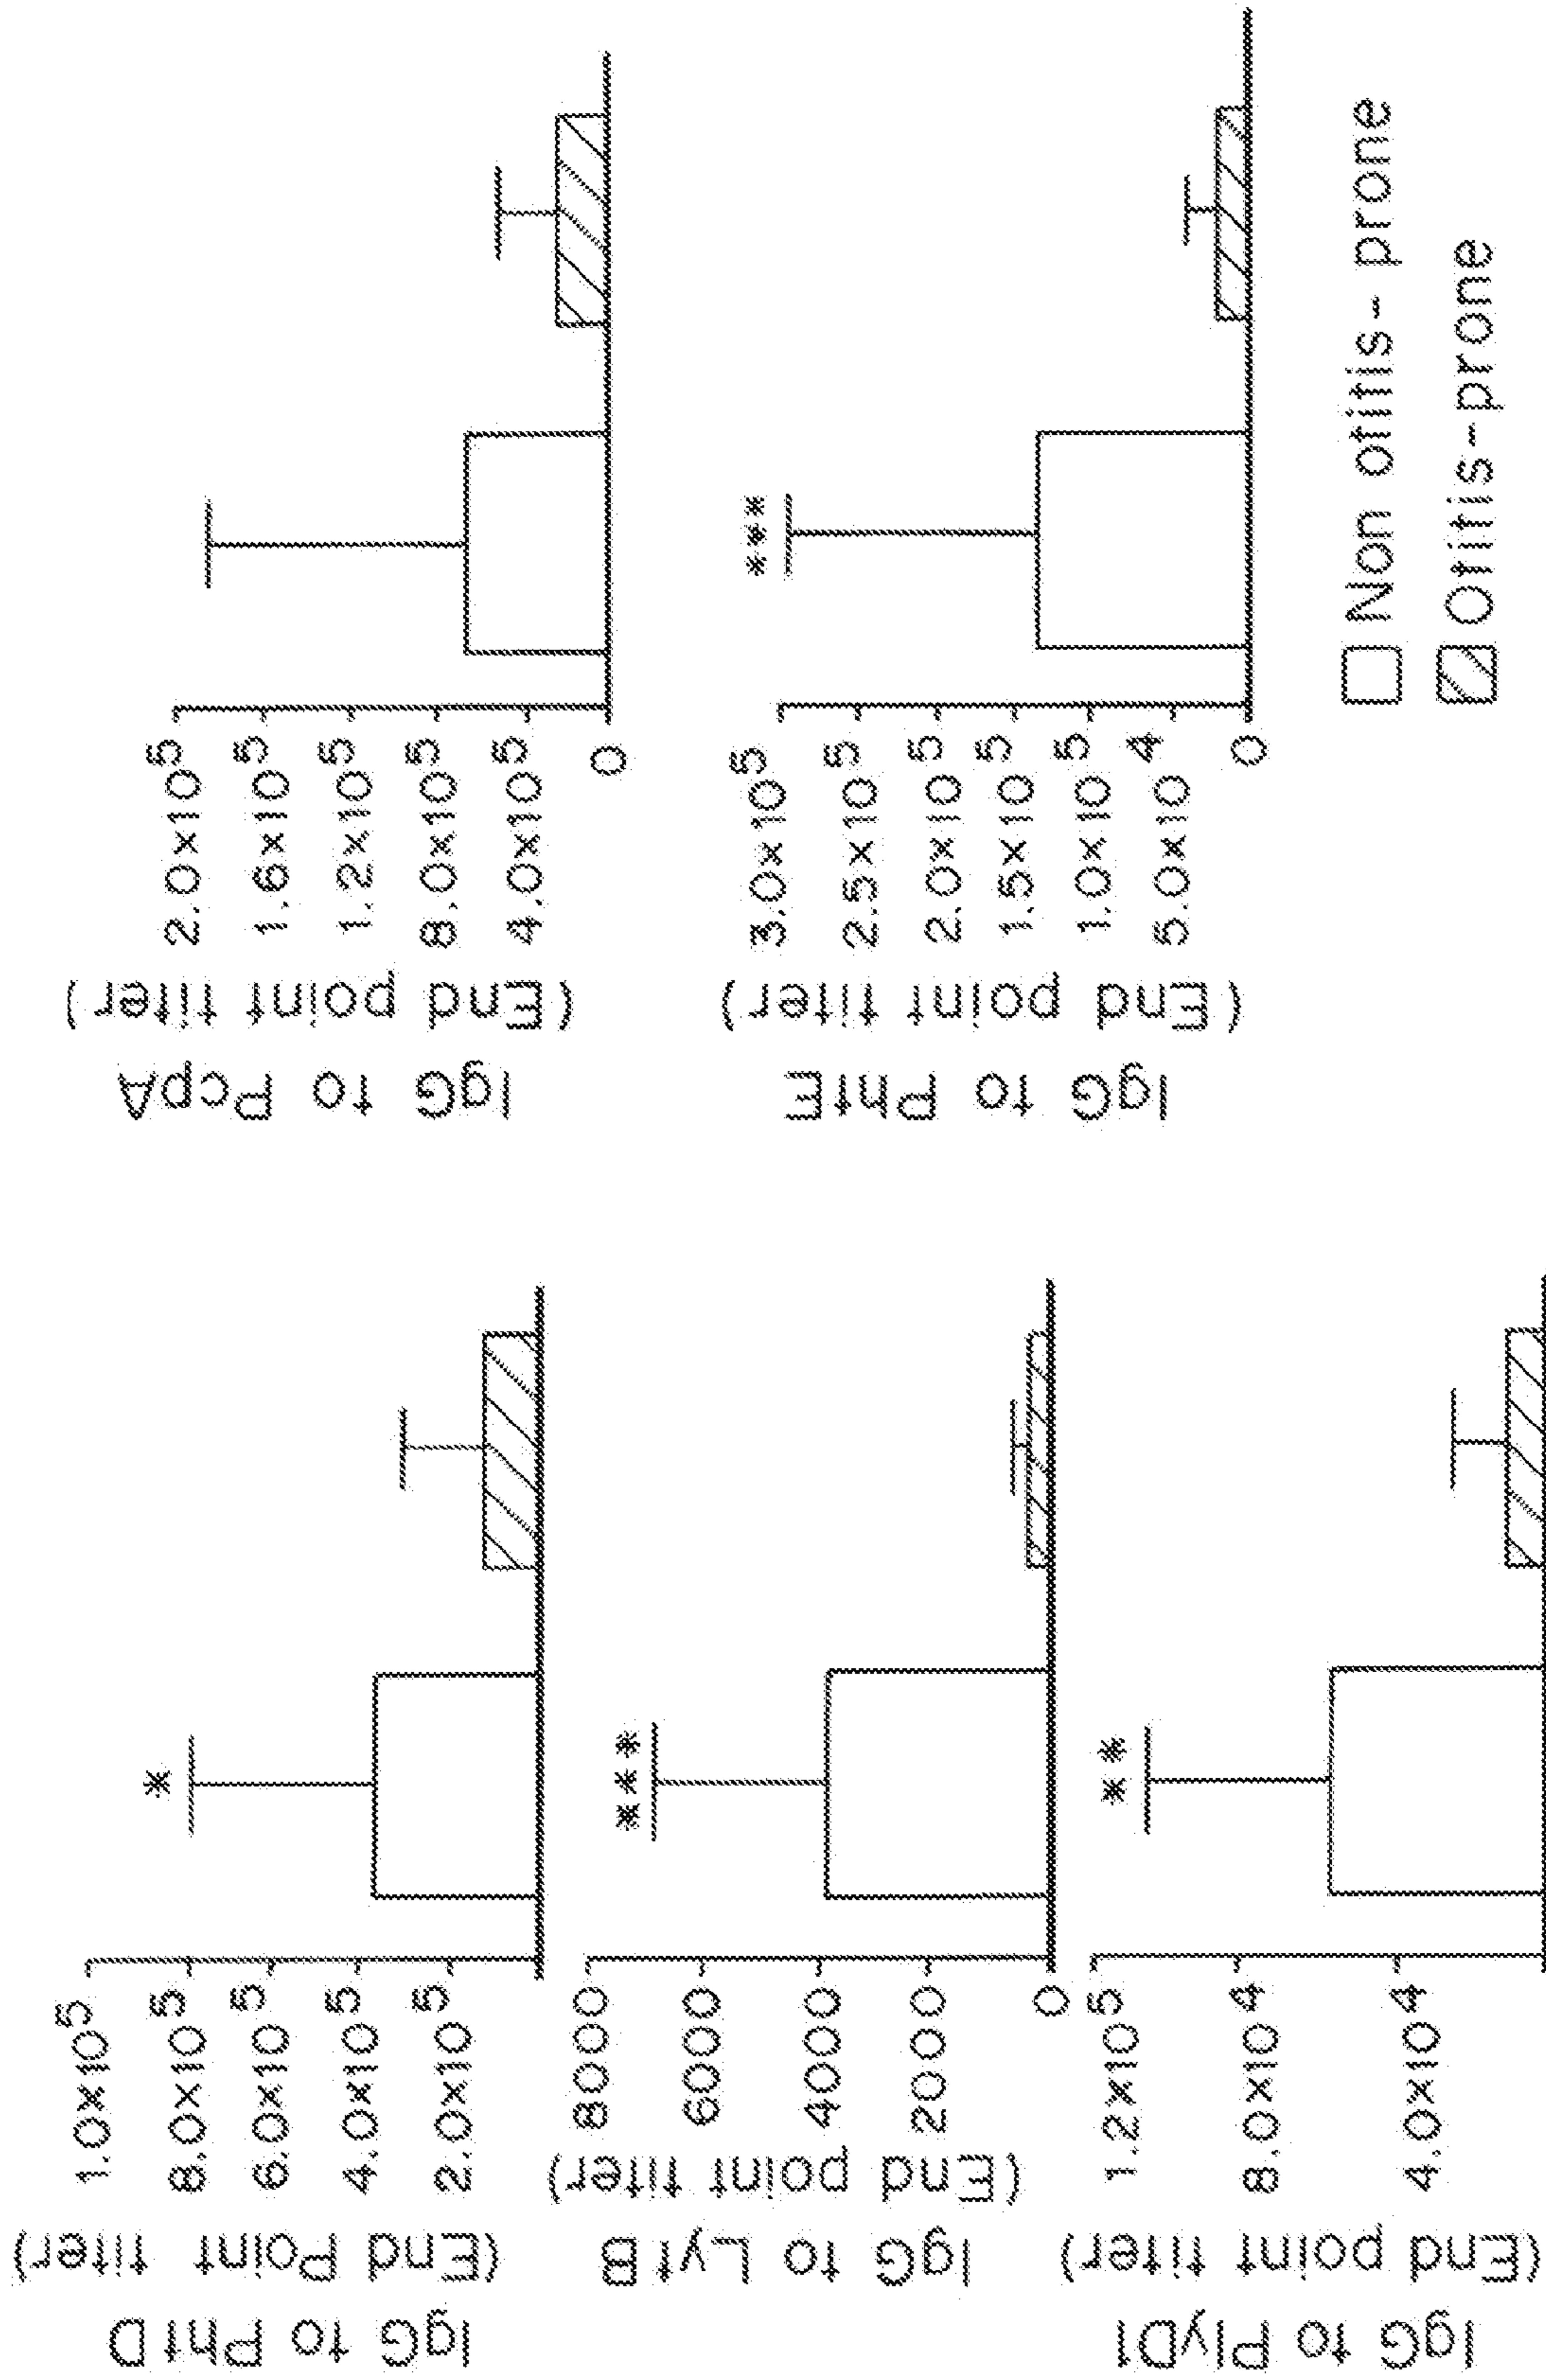 IgG to PhtD
(End Point titer)
1.0×10⁵
8.0×10⁵
6.0×10⁵
4.0×10⁵
2.0×10⁵
*
IgG to LytB
(End point titer)
8000
6000
4000
2000
0
***
IgG to PlyD1
(End point titer)
1.2×10⁵
8.0×10⁴
4.0×10⁴
**
IgG to PcpA
(End point titer)
2.0×10⁵
1.6×10⁵
1.2×10⁵
8.0×10⁵
4.0×10⁵
0
IgG to PhtE
(End point titer)
3.0×10⁵
2.5×10⁵
2.0×10⁵
1.5×10⁵
1.0×10⁵
5.0×10⁴
0
***
Non otitis-prone
Otitis-prone